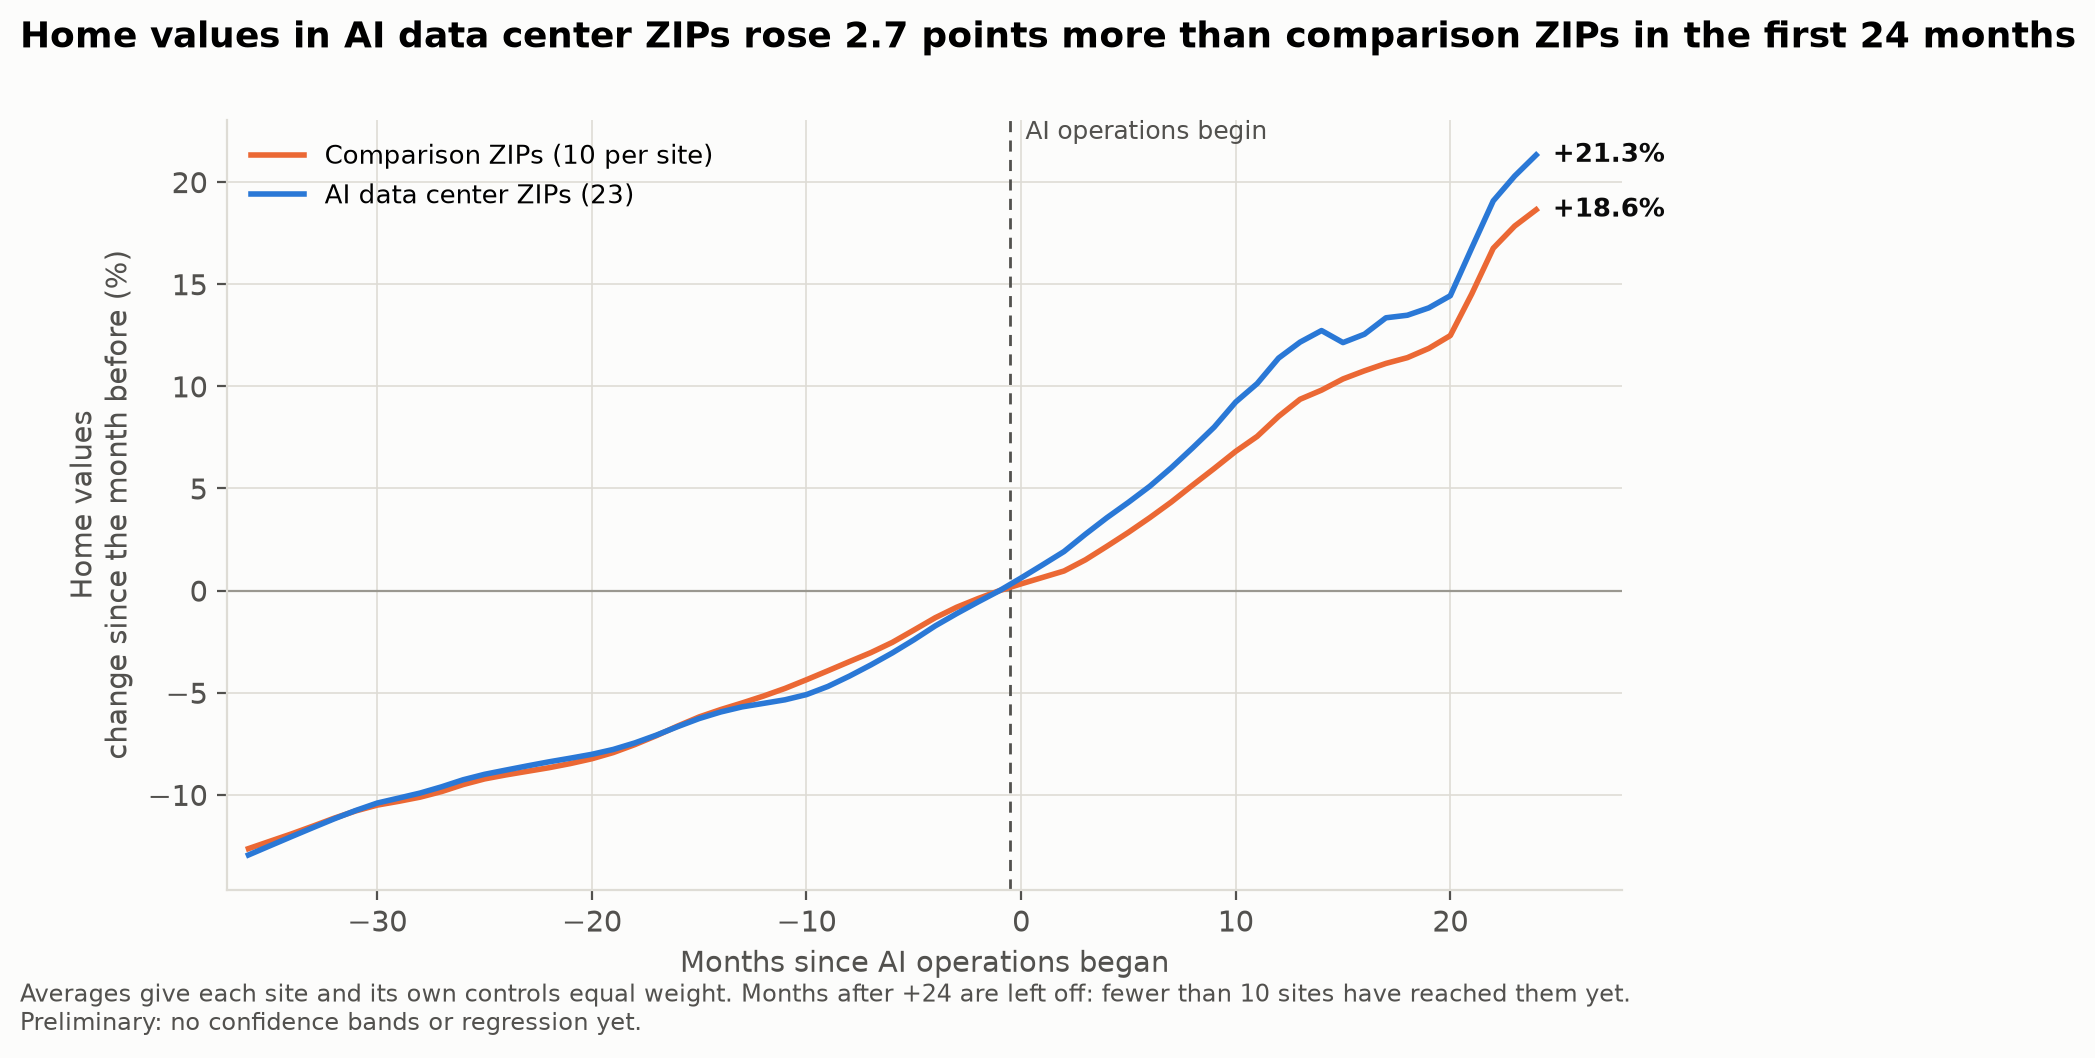 Home values in AI data center ZIPs rose 2.7 points more than comparison ZIPs in the first 24 months
AI operations begin
Comparison ZIPs (10 per site)
AI data center ZIPs (23)
+21.3%
+18.6%
Home values
change since the month before (%)
20
15
10
5
0
−5
−10
−30
−20
−10
0
10
20
Months since AI operations began
Averages give each site and its own controls equal weight. Months after +24 are left off: fewer than 10 sites have reached them yet.
Preliminary: no confidence bands or regression yet.